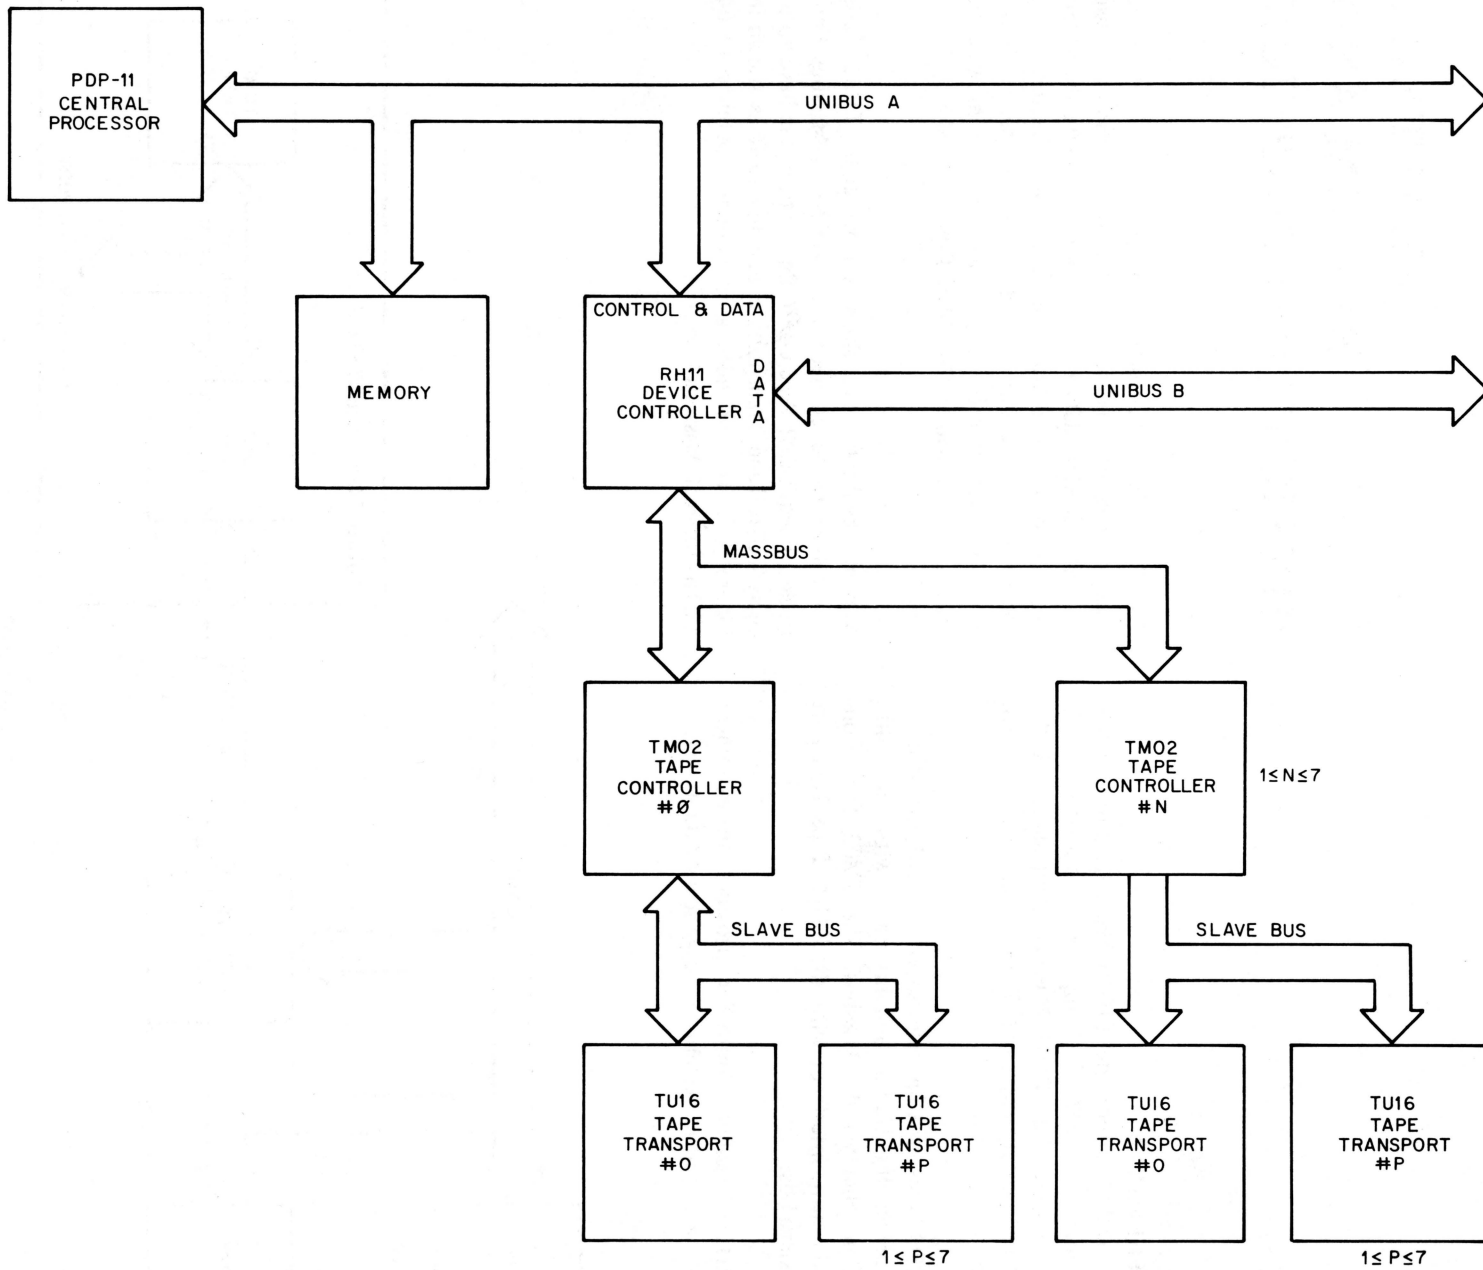 PDP-11
CENTRAL
PROCESSOR
UNIBUS A
MEMORY
CONTROL & DATA
RH11
DEVICE
CONTROLLER
DATA
UNIBUS B
MASSBUS
TM02
TAPE
CONTROLLER
#Ø
TM02
TAPE
CONTROLLER
#N
1≤N≤7
SLAVE BUS
SLAVE BUS
TU16
TAPE
TRANSPORT
#0
TU16
TAPE
TRANSPORT
#P
TU16
TAPE
TRANSPORT
#0
TU16
TAPE
TRANSPORT
#P
1≤P≤7
1≤P≤7